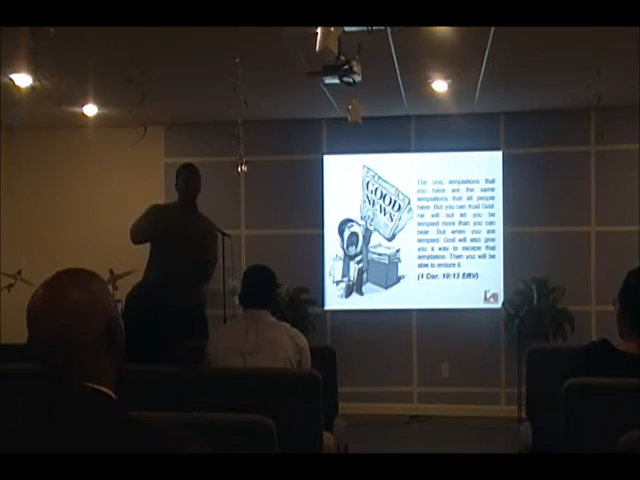 GOOD
NEWS
The only temptations that
you have are the same
temptations that all people
have. But you can trust God.
He will not let you be
tempted more than you can
bear. But when you are
tempted, God will also give
you a way to escape that
temptation. Then you will be
able to endure it.
(1 Cor. 10:13 ERV)